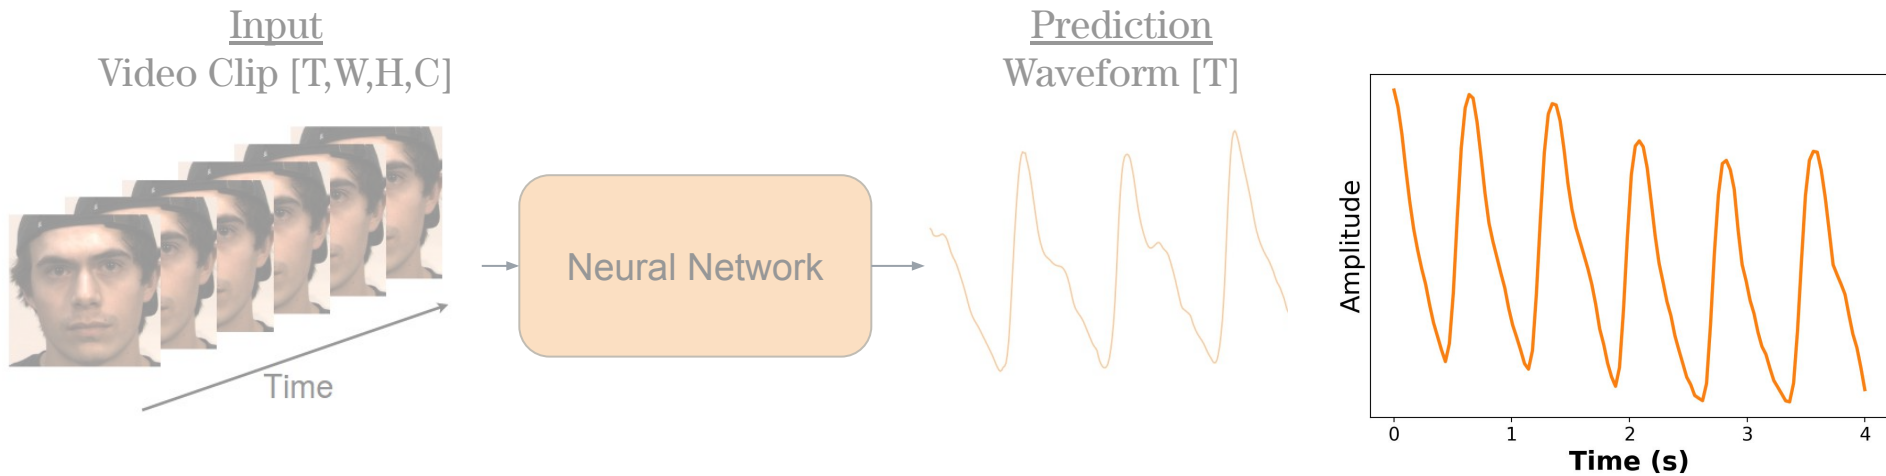 Input
Video Clip [T,W,H,C]
Time
Neural Network
Prediction
Waveform [T]
Amplitude
0 1 2 3 4
Time (s)